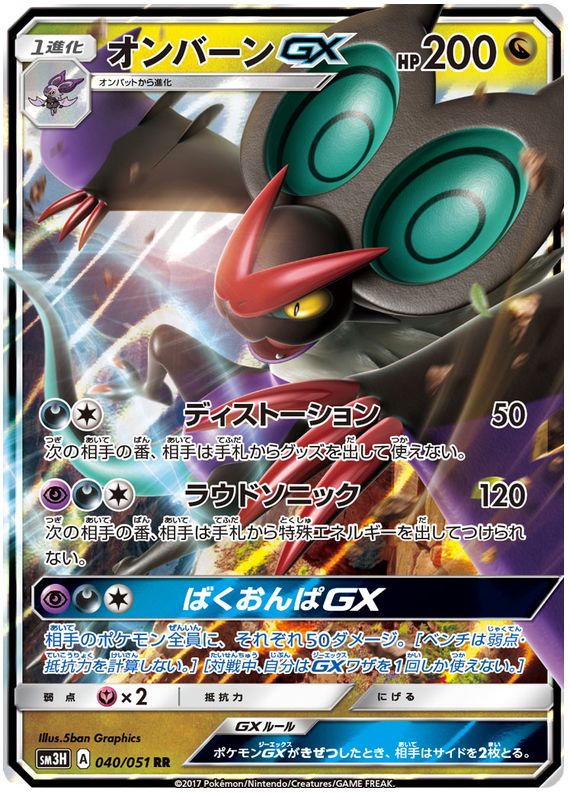 1進化 オンバーンGX HP200
オンバットから進化
ディストーション 50
次の相手の番、相手は手札からグッズを出して使えない。
ラウドソニック 120
次の相手の番、相手は手札から特殊エネルギーを出してつけられ
ない。
ばくおんぱGX
相手のポケモン全員に、それぞれ50ダメージ。[ベンチは弱点・
抵抗力を計算しない。] [対戦中、自分はGXワザを1回しか使えない。]
弱点 ×2 抵抗力 にげる
Illus.5ban Graphics
GXルール
SM3H A 040/051 RR
ポケモンGXがきぜつしたとき、相手はサイドを2枚とる。
©2017 Pokémon/Nintendo/Creatures/GAME FREAK.